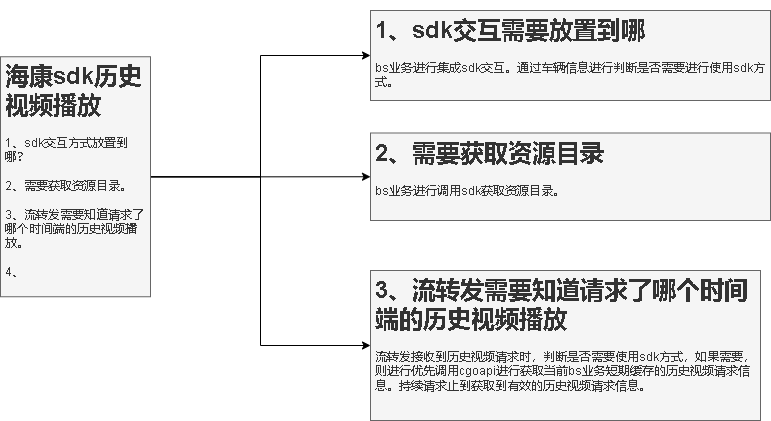 海康sdk历史
视频播放
1、sdk交互方式放置到
哪？
2、需要获取资源目录。
3、流转发需要知道请求了
哪个时间端的历史视频播
放。
4、
1、sdk交互需要放置到哪
bs业务进行集成sdk交互。通过车辆信息进行判断是否需要进行使用sdk方
式。
2、需要获取资源目录
bs业务进行调用sdk获取资源目录。
3、流转发需要知道请求了哪个时间
端的历史视频播放
流转发接收到历史视频请求时，判断是否需要使用sdk方式，如果需要，
则进行优先调用cgoapi进行获取当前bs业务短期缓存的历史视频请求信
息。持续请求止到获取到有效的历史视频请求信息。